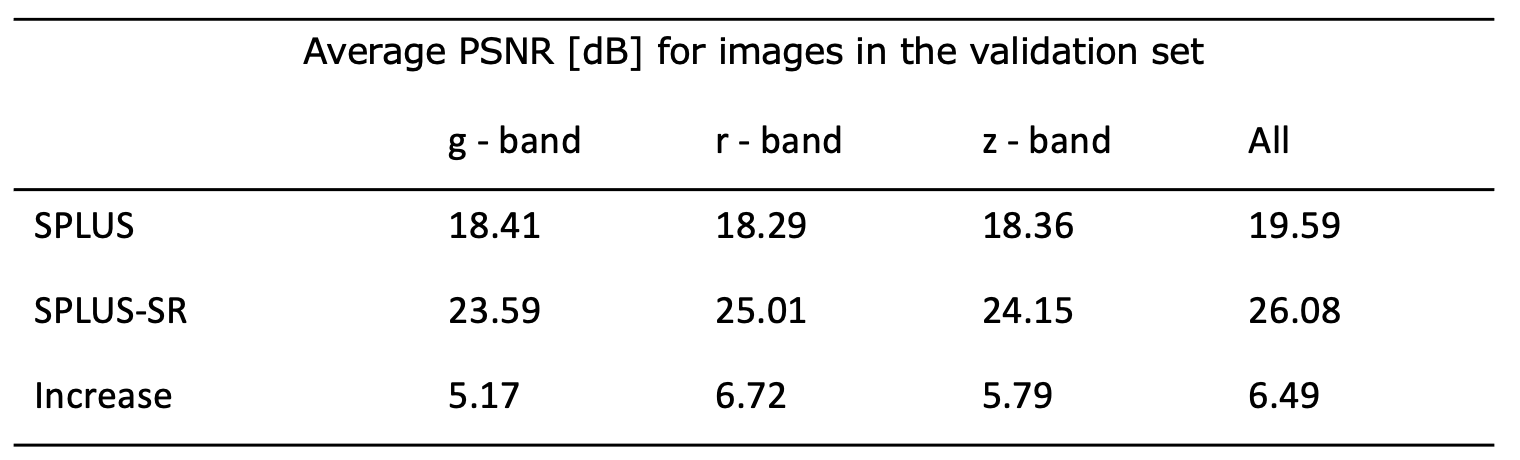 Average PSNR [dB] for images in the validation set
g - band r - band z - band All
SPLUS 18.41 18.29 18.36 19.59
SPLUS-SR 23.59 25.01 24.15 26.08
Increase 5.17 6.72 5.79 6.49